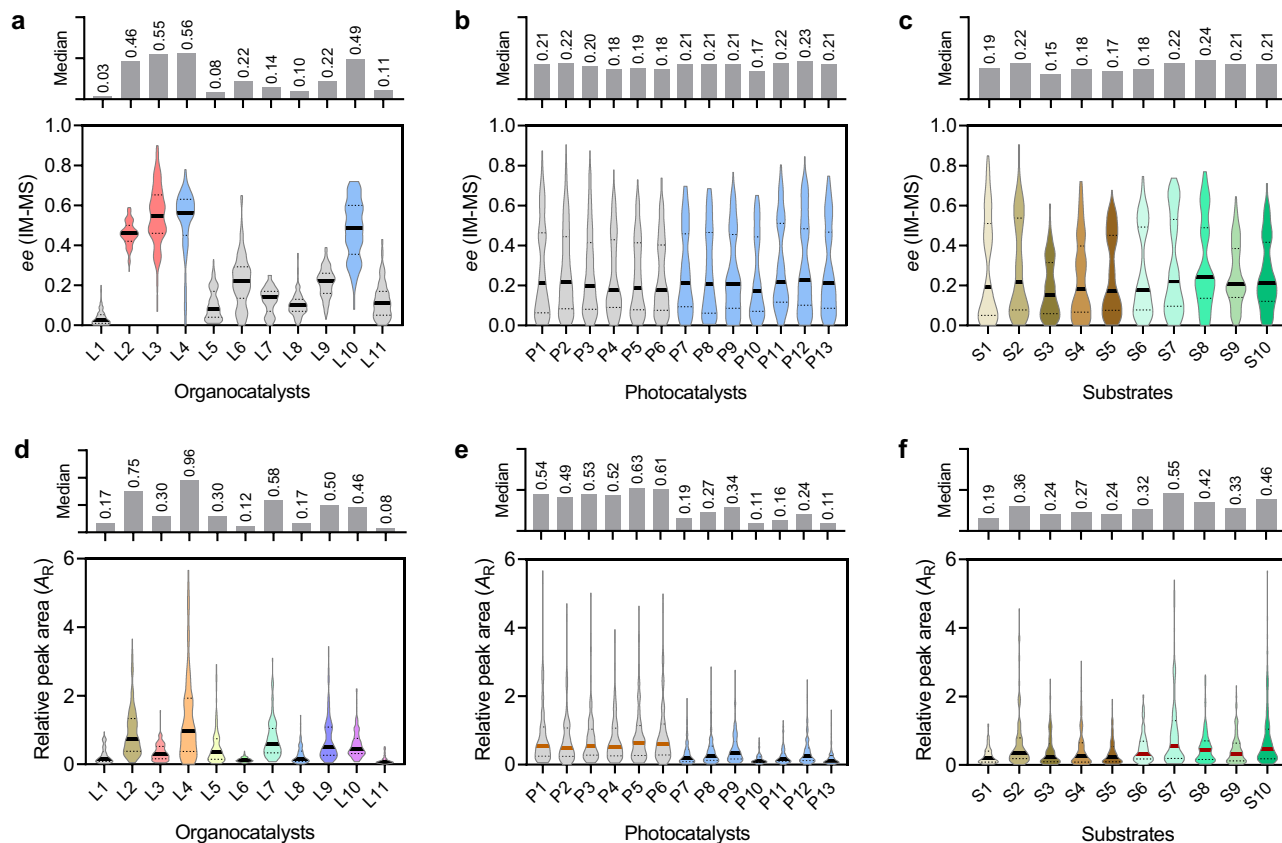 a
Median
0.03 0.46 0.55 0.56 0.08 0.22 0.14 0.10 0.22 0.49 0.11
ee (IM-MS)
1.0
0.8
0.6
0.4
0.2
0.0
L1 L2 L3 L4 L5 L6 L7 L8 L9 L10 L11
Organocatalysts
b
Median
0.21 0.22 0.20 0.18 0.19 0.18 0.21 0.21 0.21 0.17 0.22 0.23 0.21
ee (IM-MS)
1.0
0.8
0.6
0.4
0.2
0.0
P1 P2 P3 P4 P5 P6 P7 P8 P9 P10 P11 P12 P13
Photocatalysts
c
Median
0.19 0.22 0.15 0.18 0.17 0.18 0.22 0.24 0.21 0.21
ee (IM-MS)
1.0
0.8
0.6
0.4
0.2
0.0
S1 S2 S3 S4 S5 S6 S7 S8 S9 S10
Substrates
d
Median
0.17 0.75 0.30 0.96 0.30 0.12 0.58 0.17 0.50 0.46 0.08
Relative peak area (AR)
6
4
2
0
L1 L2 L3 L4 L5 L6 L7 L8 L9 L10 L11
Organocatalysts
e
Median
0.54 0.49 0.53 0.52 0.63 0.61 0.19 0.27 0.34 0.11 0.16 0.24 0.11
Relative peak area (AR)
6
4
2
0
P1 P2 P3 P4 P5 P6 P7 P8 P9 P10 P11 P12 P13
Photocatalysts
f
Median
0.19 0.36 0.24 0.27 0.24 0.32 0.55 0.42 0.33 0.46
Relative peak area (AR)
6
4
2
0
S1 S2 S3 S4 S5 S6 S7 S8 S9 S10
Substrates